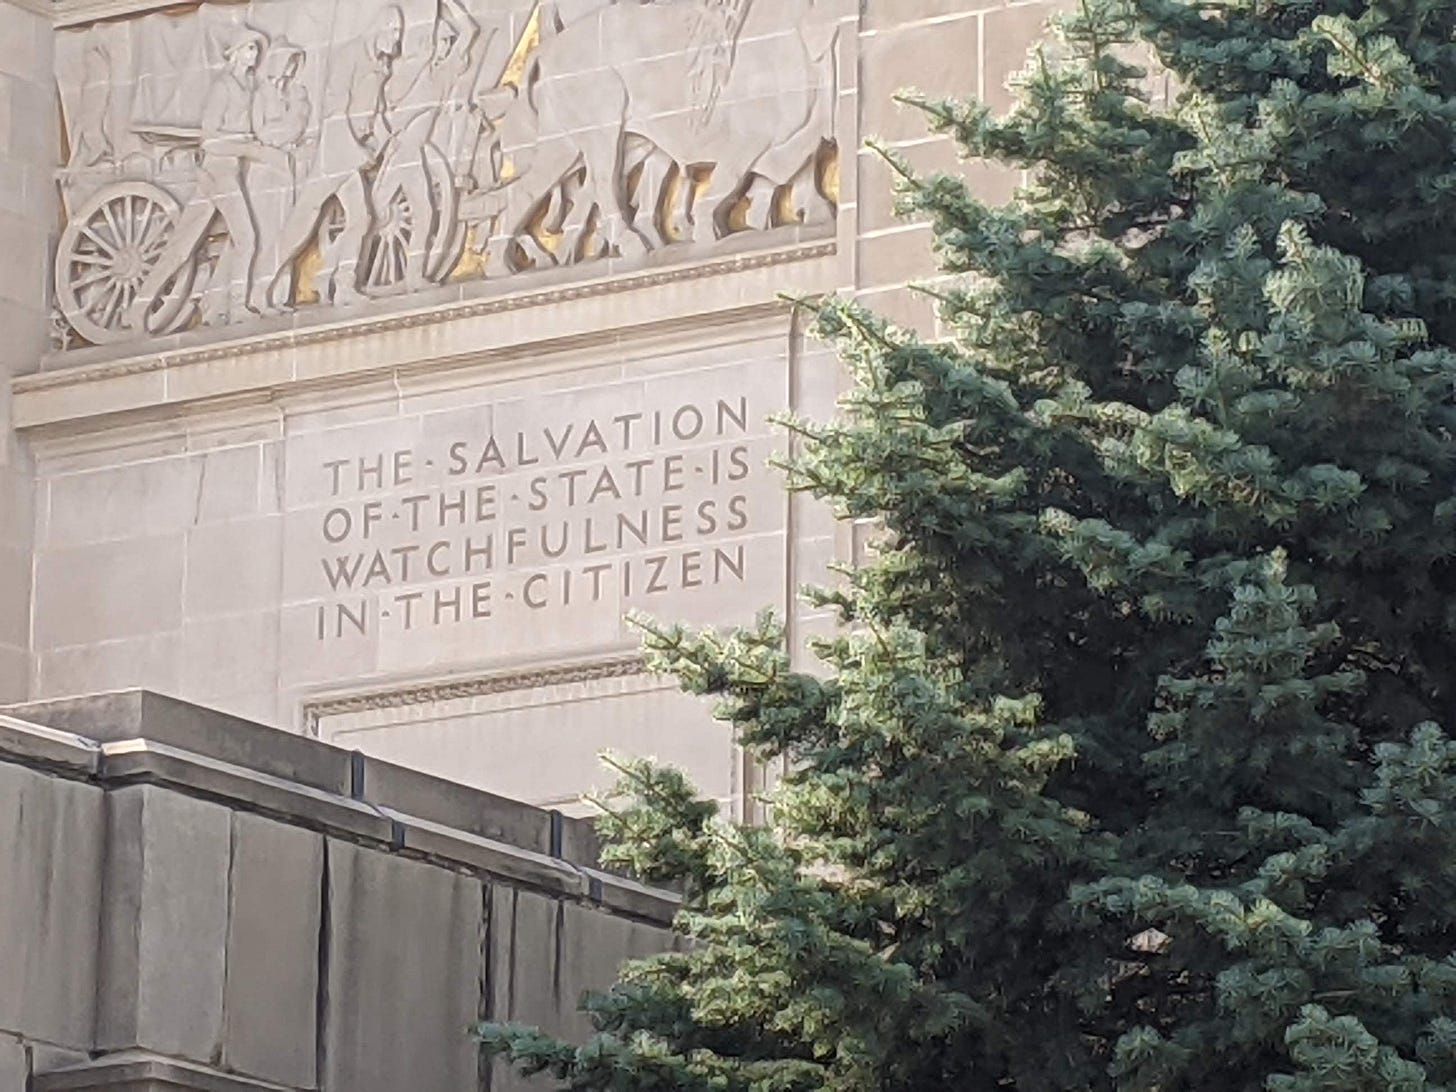 THE·SALVATION
OF·THE·STATE·IS
WATCHFULNESS
IN·THE·CITIZEN